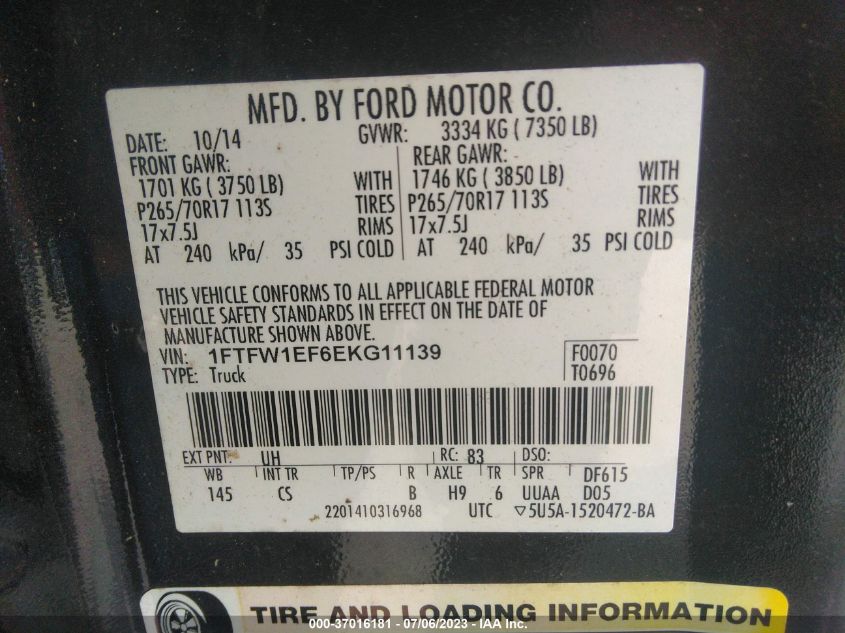 MFD. BY FORD MOTOR CO.
DATE: 10/14 GVWR: 3334 KG ( 7350 LB)
FRONT GAWR: REAR GAWR:
1701 KG ( 3750 LB) WITH 1746 KG ( 3850 LB) WITH
P265/70R17 113S TIRES P265/70R17 113S TIRES
17x7.5J RIMS 17x7.5J RIMS
AT 240 kPa/ 35 PSI COLD AT 240 kPa/ 35 PSI COLD
THIS VEHICLE CONFORMS TO ALL APPLICABLE FEDERAL MOTOR
VEHICLE SAFETY STANDARDS IN EFFECT ON THE DATE OF
MANUFACTURE SHOWN ABOVE.
VIN: 1FTFW1EF6EKG11139 F0070
TYPE: Truck T0696
EXT PNT: UH RC: 83 DSO:
WB INT TR TP/PS R AXLE TR SPR DF615
145 CS B H9 6 UUAA D05
2201410316968 UTC ▽5U5A-1520472-BA
TIRE AND LOADING INFORMATION
000-37016181 - 07/06/2023 - IAA Inc.